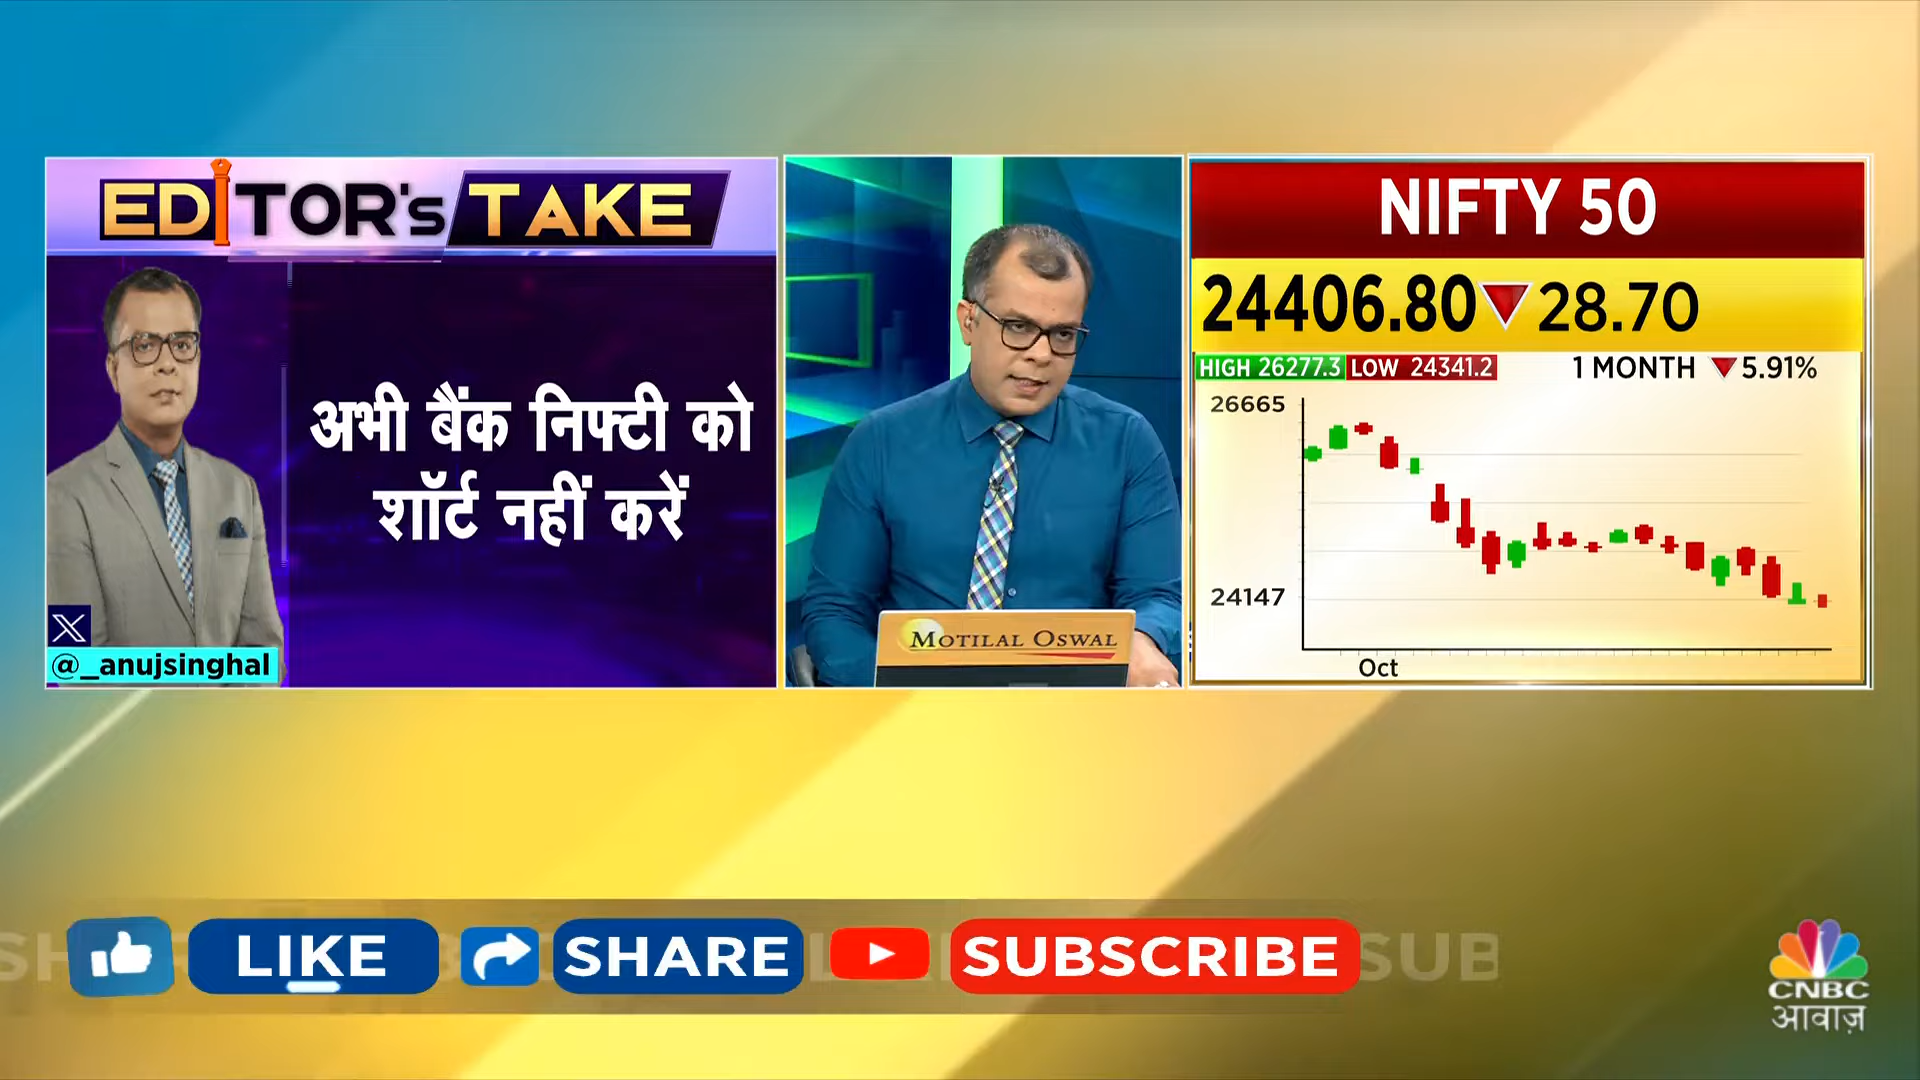 EDITOR's TAKE
अभी बैंक निफ्टी को
शॉर्ट नहीं करें
X
@_anujsinghal
MOTILAL OSWAL
NIFTY 50
24406.80 28.70
HIGH 26277.3 LOW 24341.2 1 MONTH 5.91%
26665
24147
Oct
LIKE SHARE SUBSCRIBE SUB
CNBC
आवाज़